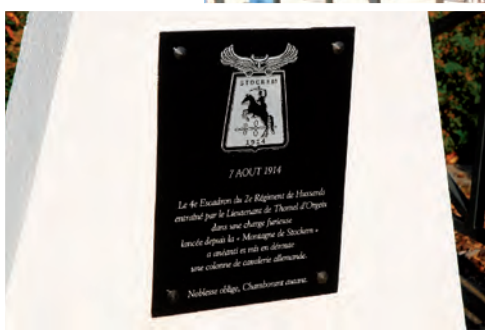 STOCKEM
1914
7 AOUT 1914
Le 4e Escadron du 2e Régiment de Hussards
entraîné par le Lieutenant de Thomel d'Orgeix
dans une charge furieuse
lancée depuis la « Montagne de Stockem »
a anéanti et mis en déroute
une colonne de cavalerie allemande.
Noblesse oblige, Chamborant autant.